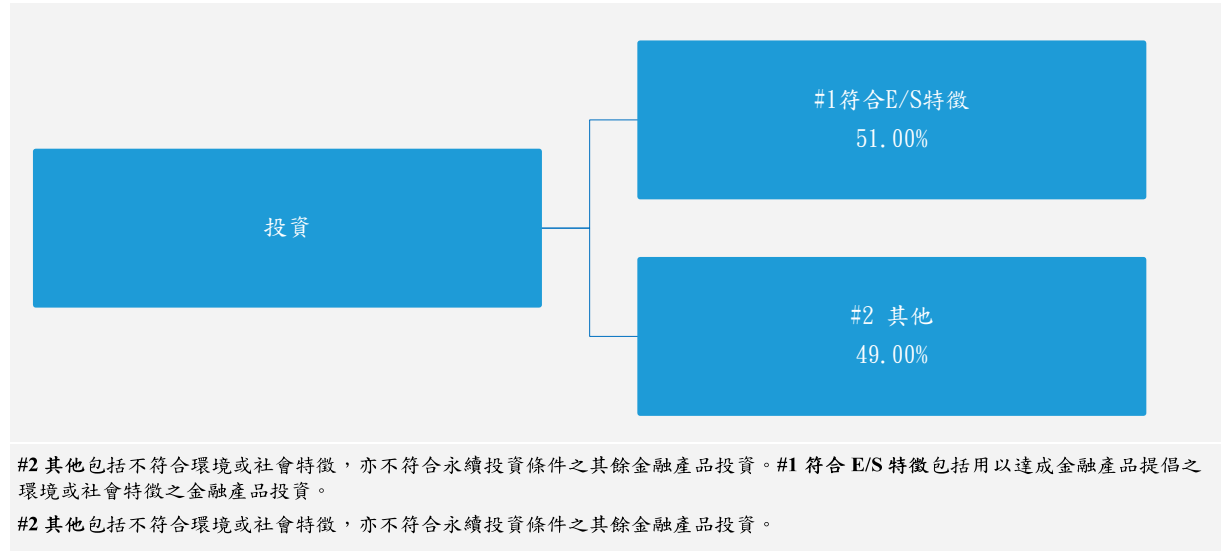 投資
#1符合E/S特徵
51.00%
#2 其他
49.00%
#2 其他包括不符合環境或社會特徵，亦不符合永續投資條件之其餘金融產品投資。#1 符合 E/S 特徵包括用以達成金融產品提倡之
環境或社會特徵之金融產品投資。
#2 其他包括不符合環境或社會特徵，亦不符合永續投資條件之其餘金融產品投資。